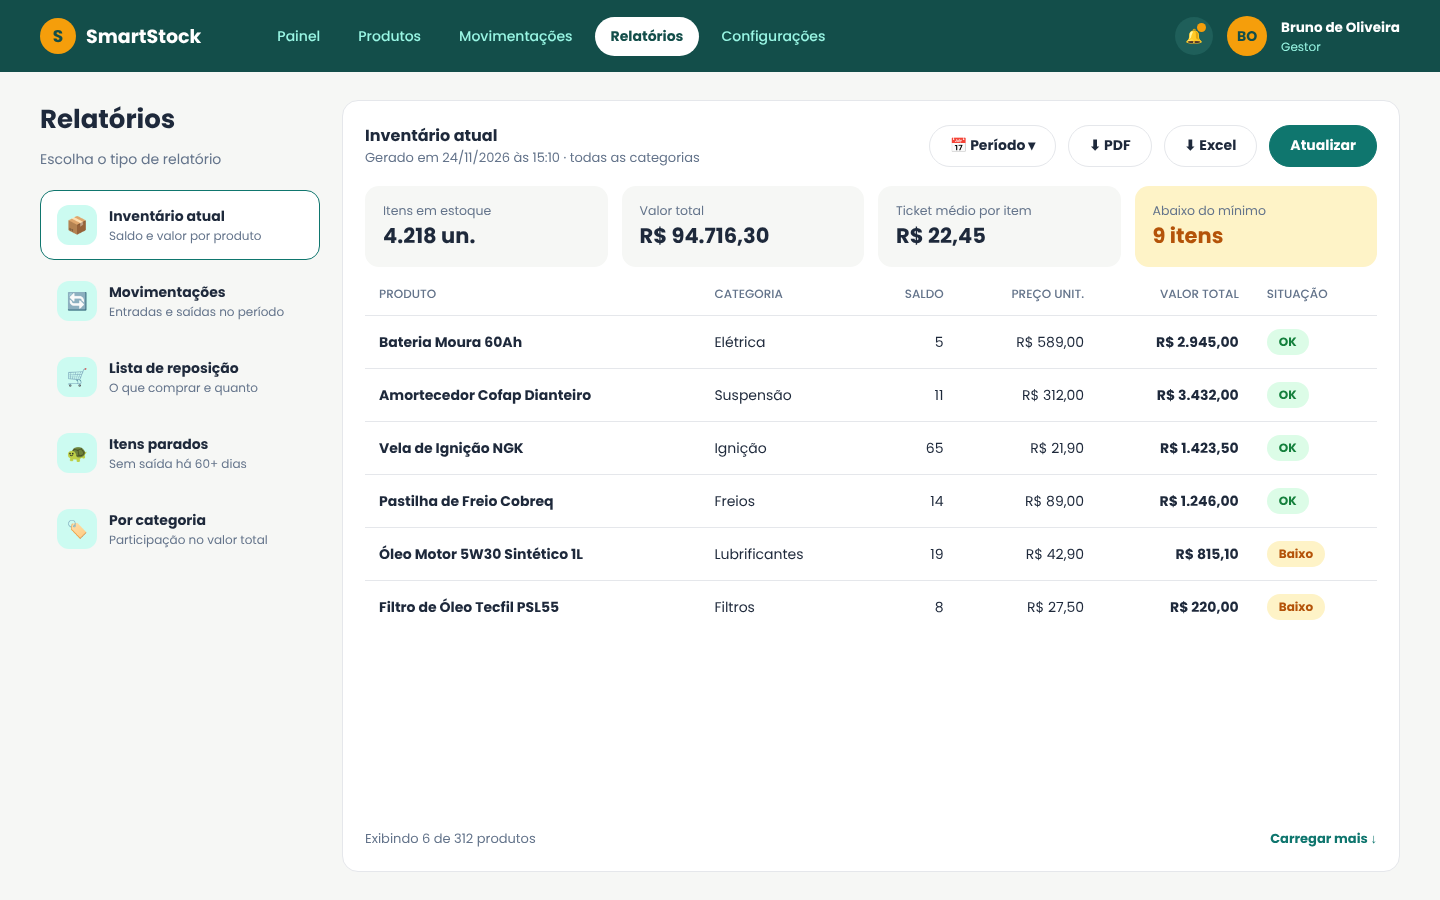 S SmartStock Painel Produtos Movimentações Relatórios Configurações BO Bruno de Oliveira
Gestor
Relatórios
Escolha o tipo de relatório
Inventário atual
Saldo e valor por produto
Movimentações
Entradas e saídas no período
Lista de reposição
O que comprar e quanto
Itens parados
Sem saída há 60+ dias
Por categoria
Participação no valor total
Inventário atual
Gerado em 24/11/2026 às 15:10 · todas as categorias
Período ▾ ⬇ PDF ⬇ Excel Atualizar
Itens em estoque
4.218 un.
Valor total
R$ 94.716,30
Ticket médio por item
R$ 22,45
Abaixo do mínimo
9 itens
PRODUTO CATEGORIA SALDO PREÇO UNIT. VALOR TOTAL SITUAÇÃO
Bateria Moura 60Ah Elétrica 5 R$ 589,00 R$ 2.945,00 OK
Amortecedor Cofap Dianteiro Suspensão 11 R$ 312,00 R$ 3.432,00 OK
Vela de Ignição NGK Ignição 65 R$ 21,90 R$ 1.423,50 OK
Pastilha de Freio Cobreq Freios 14 R$ 89,00 R$ 1.246,00 OK
Óleo Motor 5W30 Sintético 1L Lubrificantes 19 R$ 42,90 R$ 815,10 Baixo
Filtro de Óleo Tecfil PSL55 Filtros 8 R$ 27,50 R$ 220,00 Baixo
Exibindo 6 de 312 produtos Carregar mais ↓